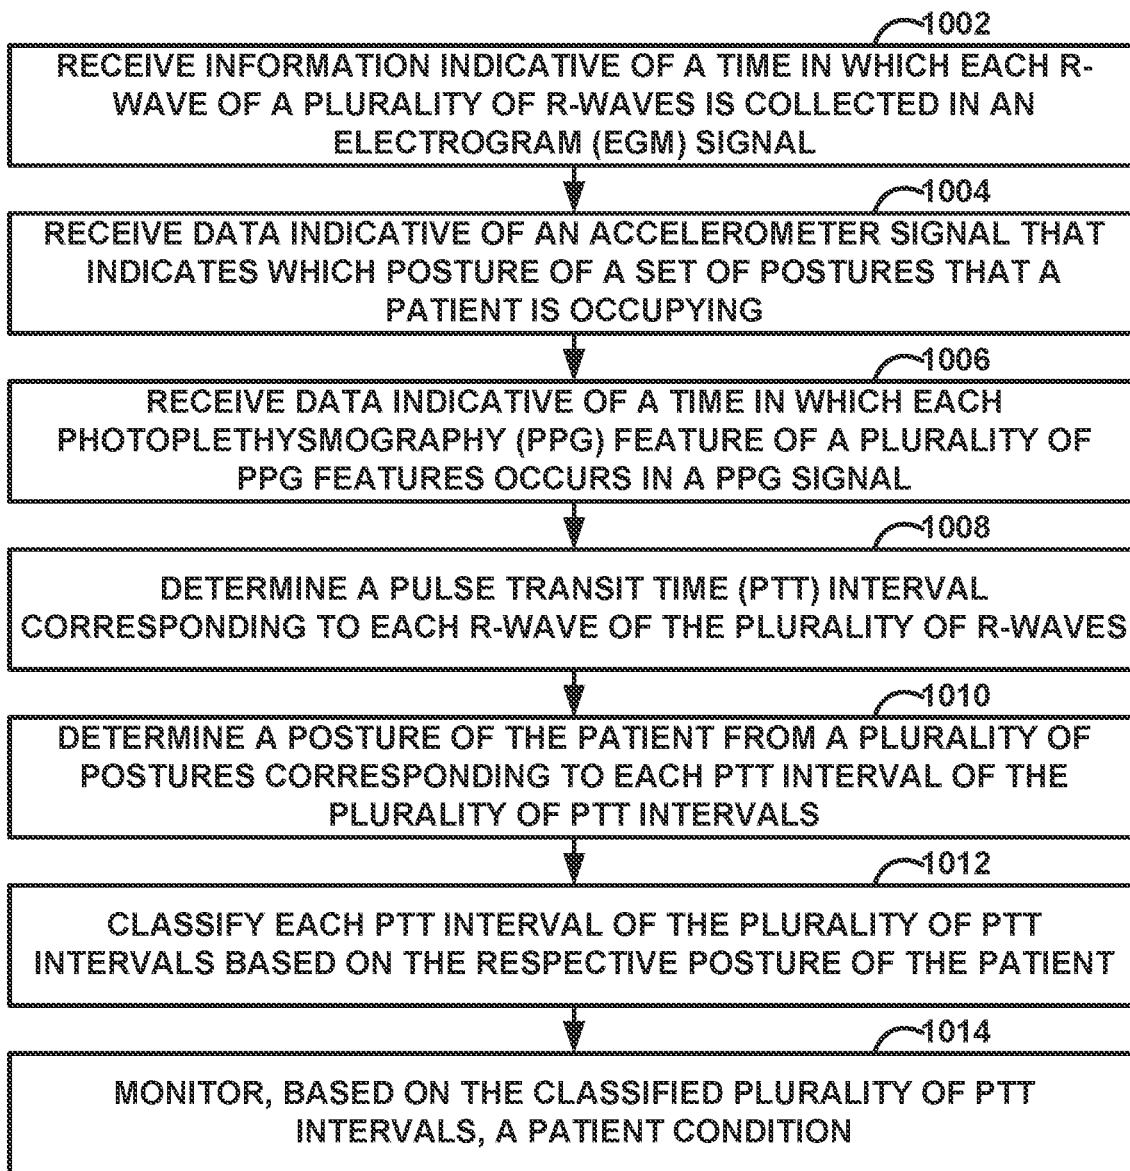 1002
RECEIVE INFORMATION INDICATIVE OF A TIME IN WHICH EACH R-
WAVE OF A PLURALITY OF R-WAVES IS COLLECTED IN AN
ELECTROGRAM (EGM) SIGNAL
1004
RECEIVE DATA INDICATIVE OF AN ACCELEROMETER SIGNAL THAT
INDICATES WHICH POSTURE OF A SET OF POSTURES THAT A
PATIENT IS OCCUPYING
1006
RECEIVE DATA INDICATIVE OF A TIME IN WHICH EACH
PHOTOPLETHYSMOGRAPHY (PPG) FEATURE OF A PLURALITY OF
PPG FEATURES OCCURS IN A PPG SIGNAL
1008
DETERMINE A PULSE TRANSIT TIME (PTT) INTERVAL
CORRESPONDING TO EACH R-WAVE OF THE PLURALITY OF R-WAVES
1010
DETERMINE A POSTURE OF THE PATIENT FROM A PLURALITY OF
POSTURES CORRESPONDING TO EACH PTT INTERVAL OF THE
PLURALITY OF PTT INTERVALS
1012
CLASSIFY EACH PTT INTERVAL OF THE PLURALITY OF PTT
INTERVALS BASED ON THE RESPECTIVE POSTURE OF THE PATIENT
1014
MONITOR, BASED ON THE CLASSIFIED PLURALITY OF PTT
INTERVALS, A PATIENT CONDITION